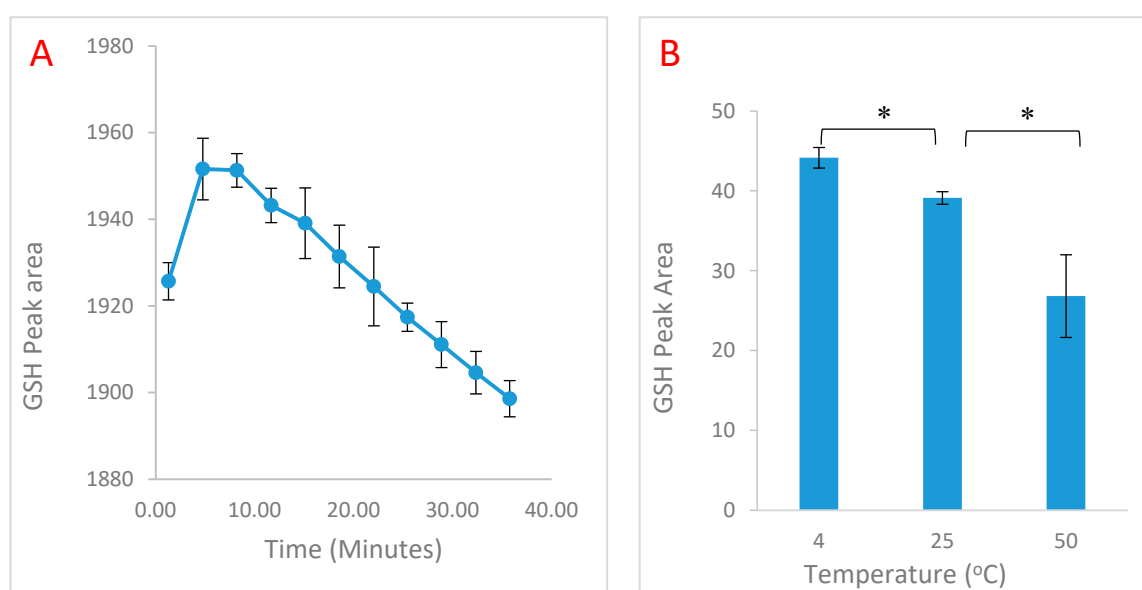 A
1980
1960
1940
1920
1900
1880
GSH Peak area
0.00 10.00 20.00 30.00 40.00
Time (Minutes)
B
50
40
30
20
10
0
GSH Peak Area
* *
4 25 50
Temperature (ºC)